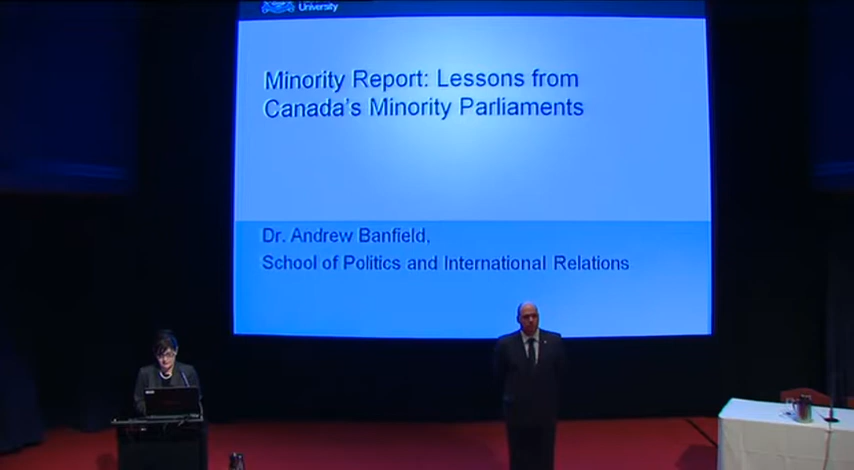 University
Minority Report: Lessons from
Canada's Minority Parliaments
Dr. Andrew Banfield,
School of Politics and International Relations